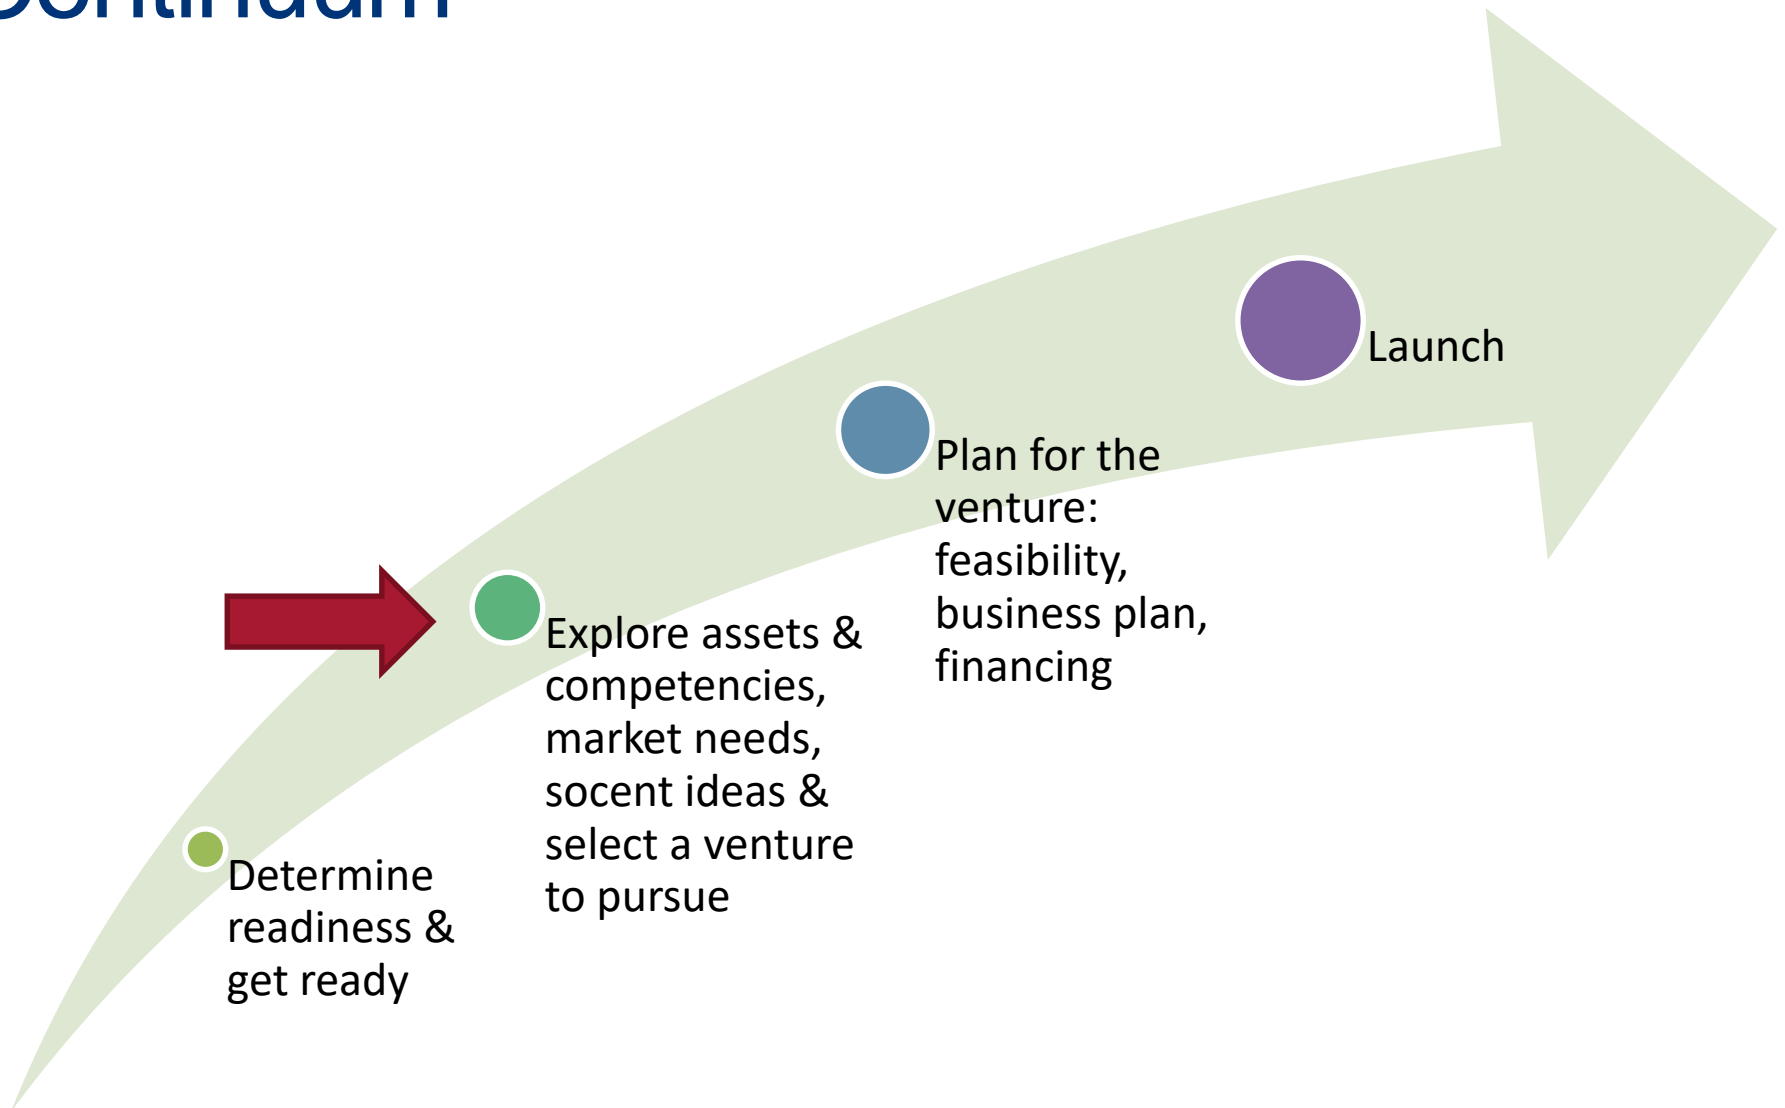 Continuum
Launch
Plan for the
venture:
feasibility,
business plan,
financing
Explore assets &
competencies,
market needs,
socent ideas &
select a venture
to pursue
Determine
readiness &
get ready